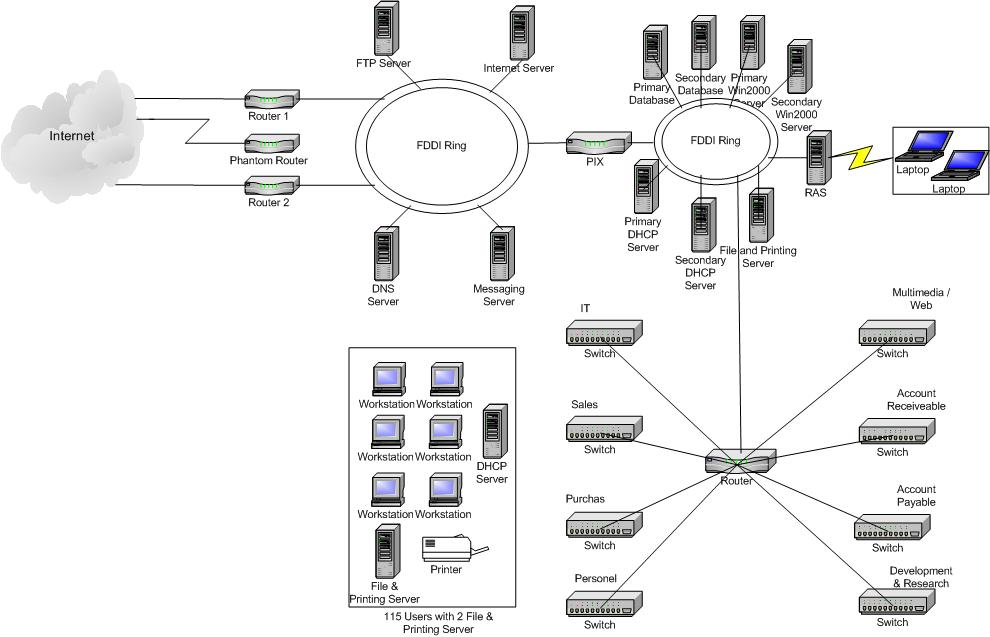 FTP Server
Internet Server
Primary
Database
Secondary
Database
Primary
Win2000
Server
Secondary
Win2000
Server
Internet
Router 1
Phantom Router
Router 2
FDDI Ring
PIX
FDDI Ring
RAS
Laptop
Laptop
DNS
Server
Messaging
Server
Primary
DHCP
Server
Secondary
DHCP
Server
File and Printing
Server
IT
Switch
Multimedia /
Web
Switch
Sales
Switch
Account
Receiveable
Switch
Router
Purchas
Switch
Account
Payable
Switch
Personel
Switch
Development
& Research
Switch
Workstation
Workstation
Workstation
Workstation
DHCP
Server
Workstation
Workstation
File &
Printing Server
Printer
115 Users with 2 File &
Printing Server